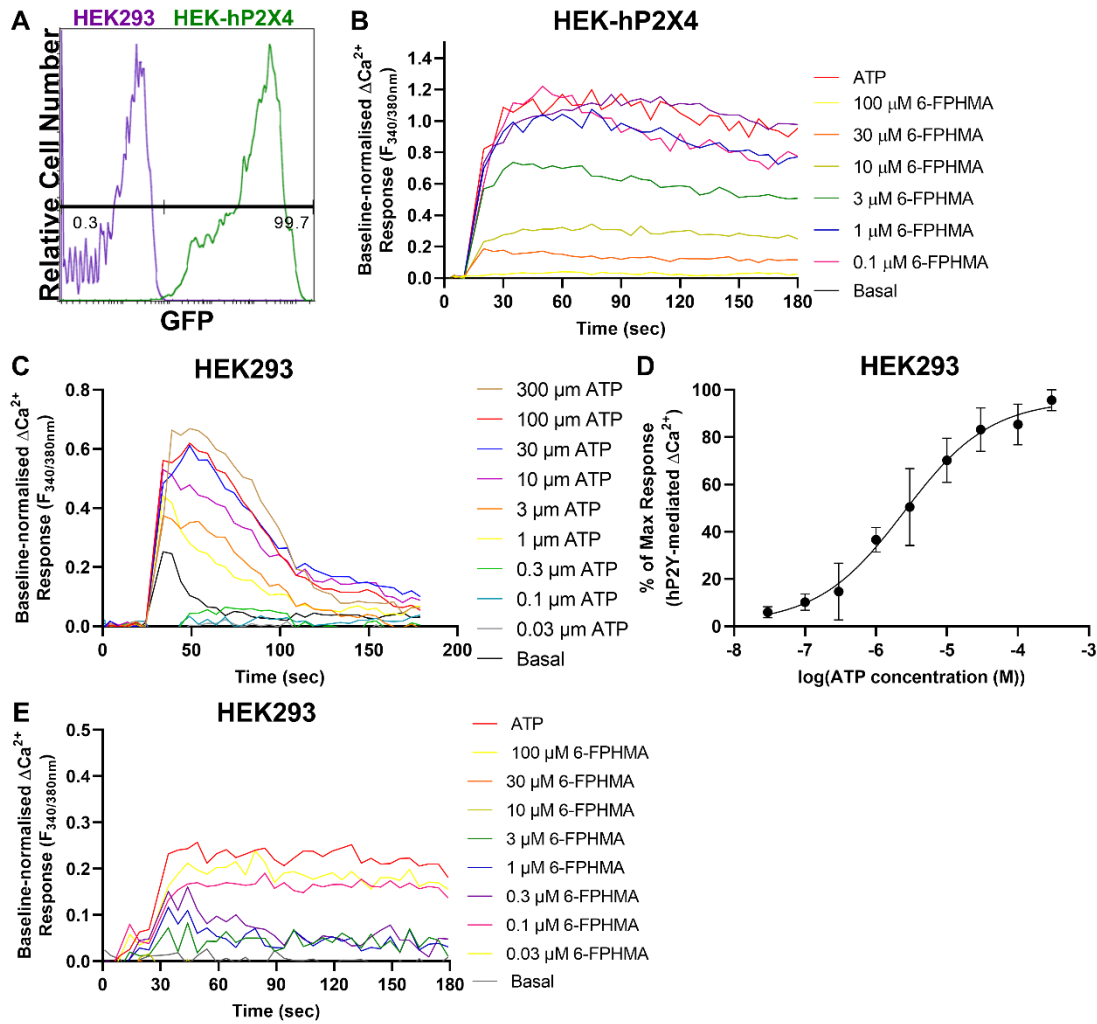 A
HEK293
HEK-hP2X4
Relative Cell Number
0.3
99.7
GFP
B
HEK-hP2X4
Baseline-normalised ΔCa2+
Response (F340/380nm)
1.4
1.2
1.0
0.8
0.6
0.4
0.2
0.0
0
30
60
90
120
150
180
Time (sec)
ATP
100 μM 6-FPHMA
30 μM 6-FPHMA
10 μM 6-FPHMA
3 μM 6-FPHMA
1 μM 6-FPHMA
0.1 μM 6-FPHMA
Basal
C
HEK293
Baseline-normalised ΔCa2+
Response (F340/380nm)
0.8
0.6
0.4
0.2
0.0
0
50
100
150
200
Time (sec)
300 µm ATP
100 µm ATP
30 µm ATP
10 µm ATP
3 µm ATP
1 µm ATP
0.3 µm ATP
0.1 µm ATP
0.03 µm ATP
Basal
D
HEK293
% of Max Response
(hP2Y-mediated ΔCa2+)
100
80
60
40
20
0
-8
-7
-6
-5
-4
-3
log(ATP concentration (M))
E
HEK293
Baseline-normalised ΔCa2+
Response (F340/380nm)
0.5
0.4
0.3
0.2
0.1
0.0
0
30
60
90
120
150
180
Time (sec)
ATP
100 µM 6-FPHMA
30 µM 6-FPHMA
10 µM 6-FPHMA
3 µM 6-FPHMA
1 µM 6-FPHMA
0.3 µM 6-FPHMA
0.1 µM 6-FPHMA
0.03 µM 6-FPHMA
Basal